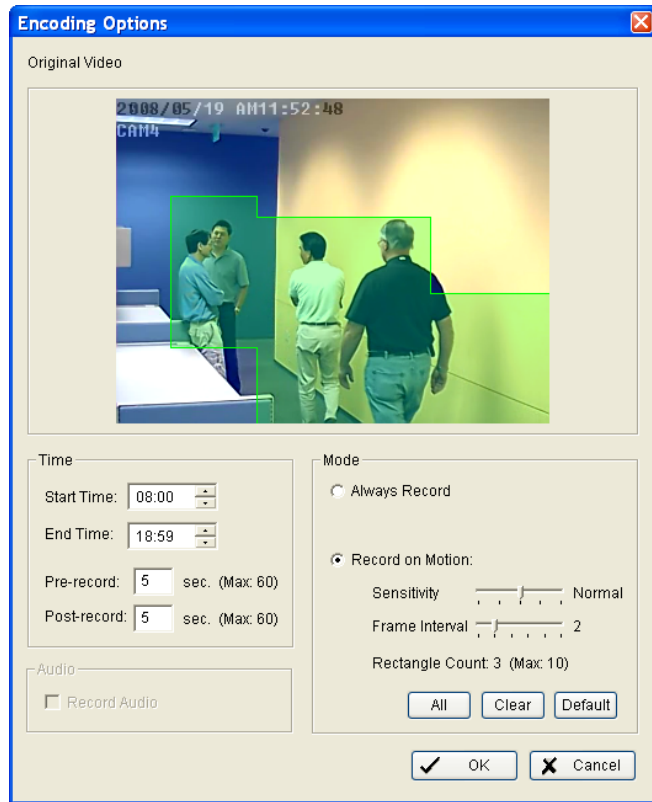 Encoding Options
Original Video
2008/05/19 AM11:52:48
CAM4
Time
Start Time: 08:00
End Time: 18:59
Pre-record: 5 sec. (Max: 60)
Post-record: 5 sec. (Max: 60)
Audio
Record Audio
Mode
Always Record
Record on Motion:
Sensitivity Normal
Frame Interval 2
Rectangle Count: 3 (Max: 10)
All Clear Default
OK Cancel